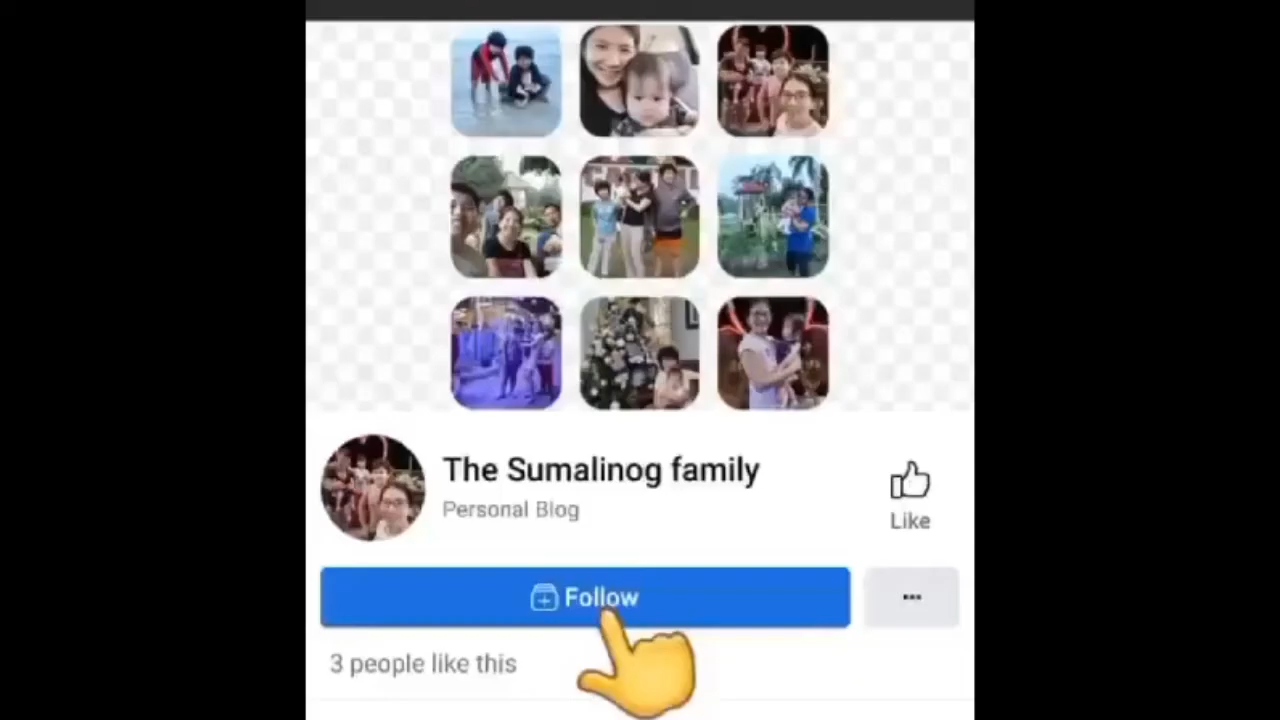 The Sumalinog family
Personal Blog
Like
Follow
3 people like this